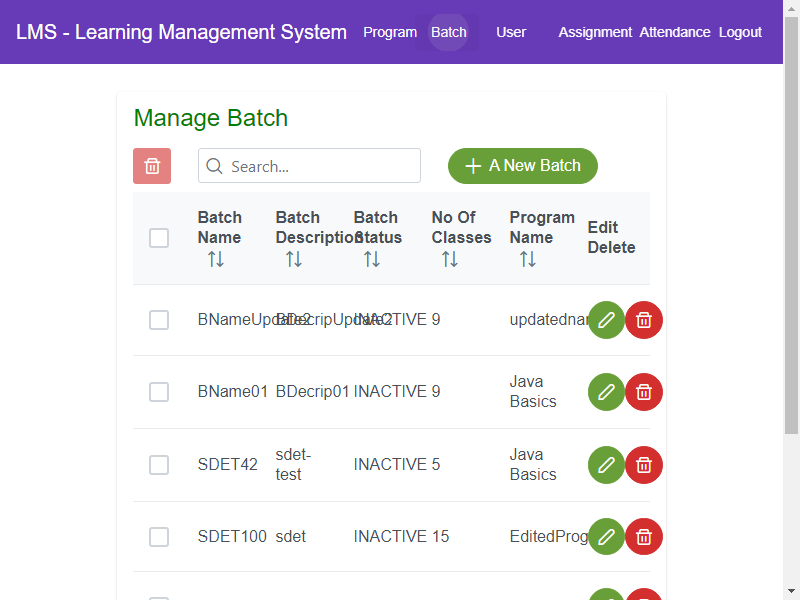 LMS - Learning Management System Program Batch User Assignment Attendance Logout
Manage Batch
Search... A New Batch
Batch Name Batch Description Batch Status No Of Classes Program Name Edit Delete
BNameUpdate2 BDecripUpdate2 INACTIVE 9
BName01 BDecrip01 INACTIVE 9 Java Basics
SDET42 sdet-test INACTIVE 5 Java Basics
SDET100 sdet INACTIVE 15